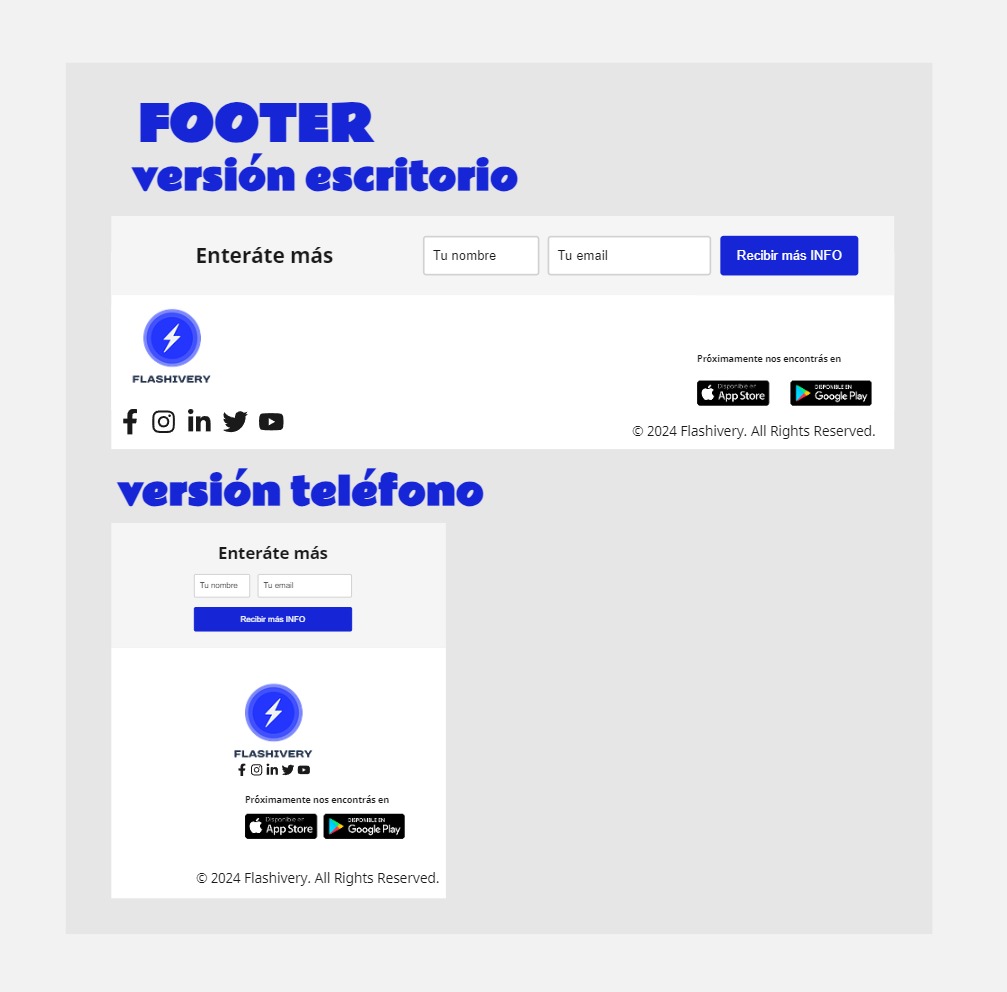 FOOTER
versión escritorio
Enteráte más
Tu nombre
Tu email
Recibir más INFO
FLASHIVERY
Próximamente nos encontrás en
Disponible en
App Store
DISPONIBLE EN
Google Play
© 2024 Flashivery. All Rights Reserved.
versión teléfono
Enteráte más
Tu nombre
Tu email
Recibir más INFO
FLASHIVERY
Próximamente nos encontrás en
Disponible en
App Store
DISPONIBLE EN
Google Play
© 2024 Flashivery. All Rights Reserved.